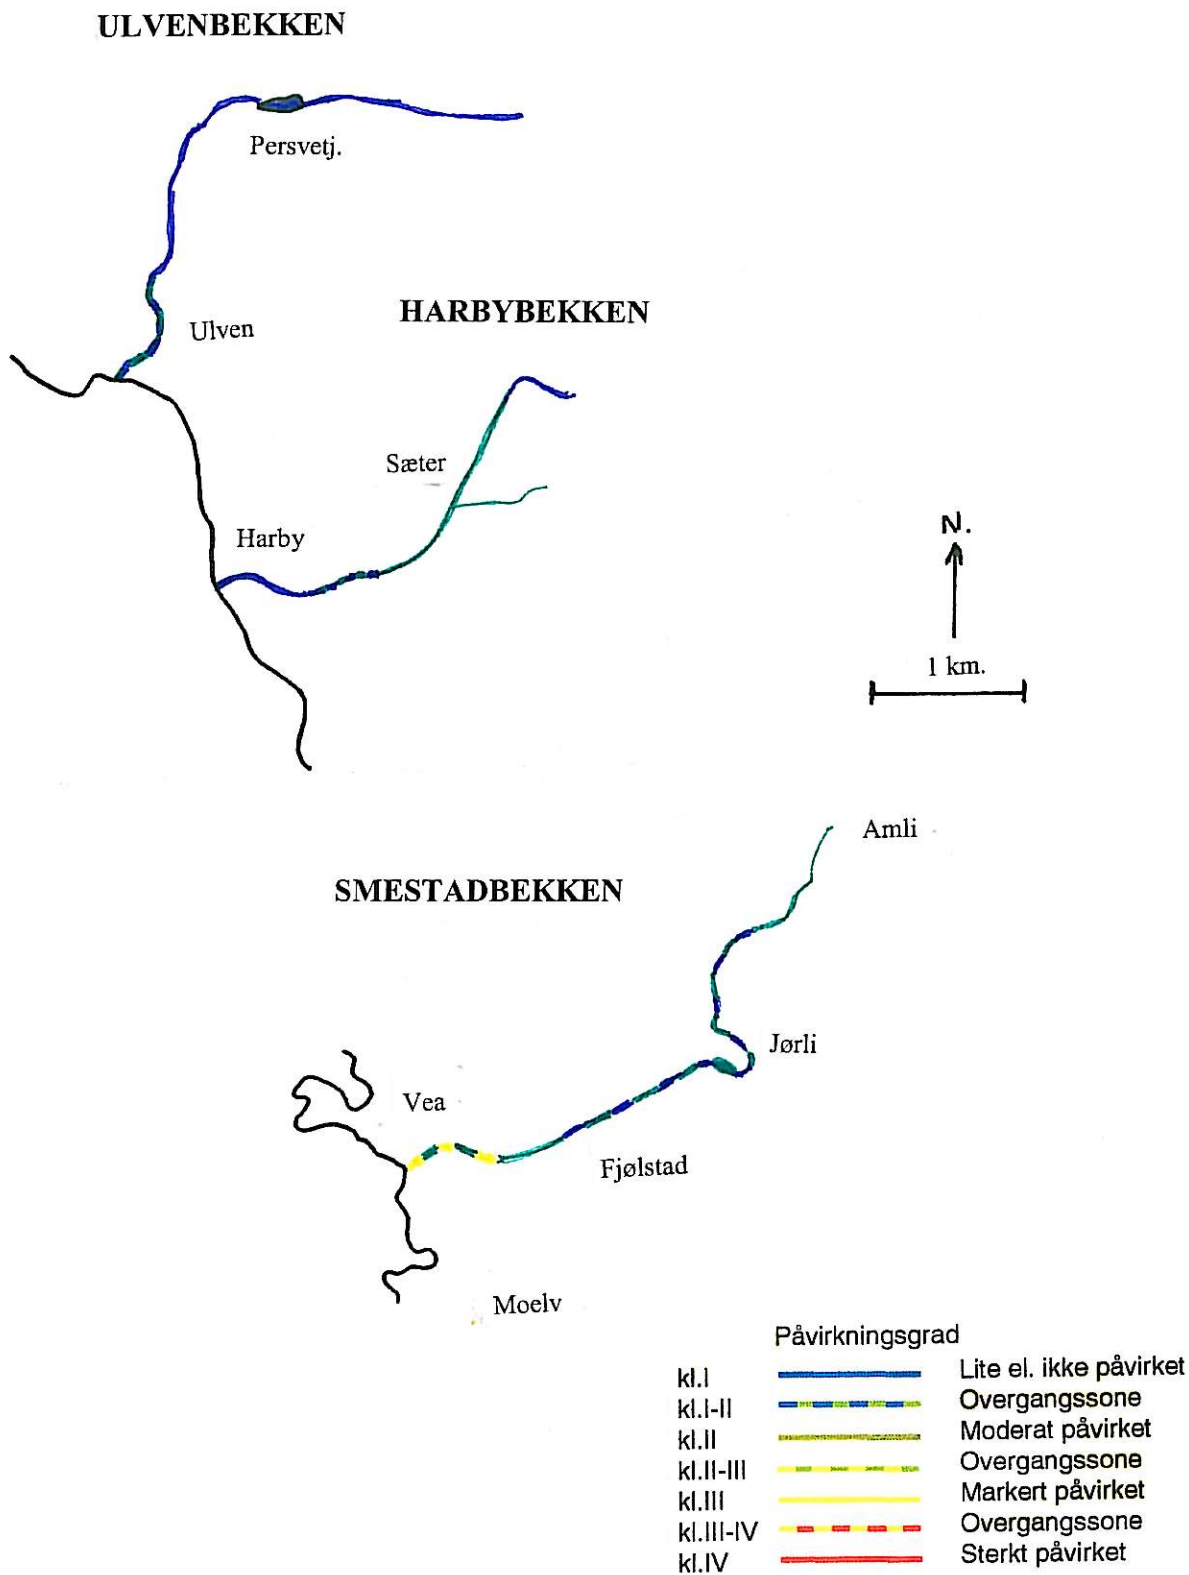 ULVENBEKKEN
Persvetj.
HARBYBEKKEN
Ulven
Sæter
Harby
N.
1 km.
Amli
SMESTADBEKKEN
Jørli
Vea
Fjølstad
Moelv
Påvirkningsgrad
kl.I Lite el. ikke påvirket
kl.I-II Overgangssone
kl.II Moderat påvirket
kl.II-III Overgangssone
kl.III Markert påvirket
kl.III-IV Overgangssone
kl.IV Sterkt påvirket